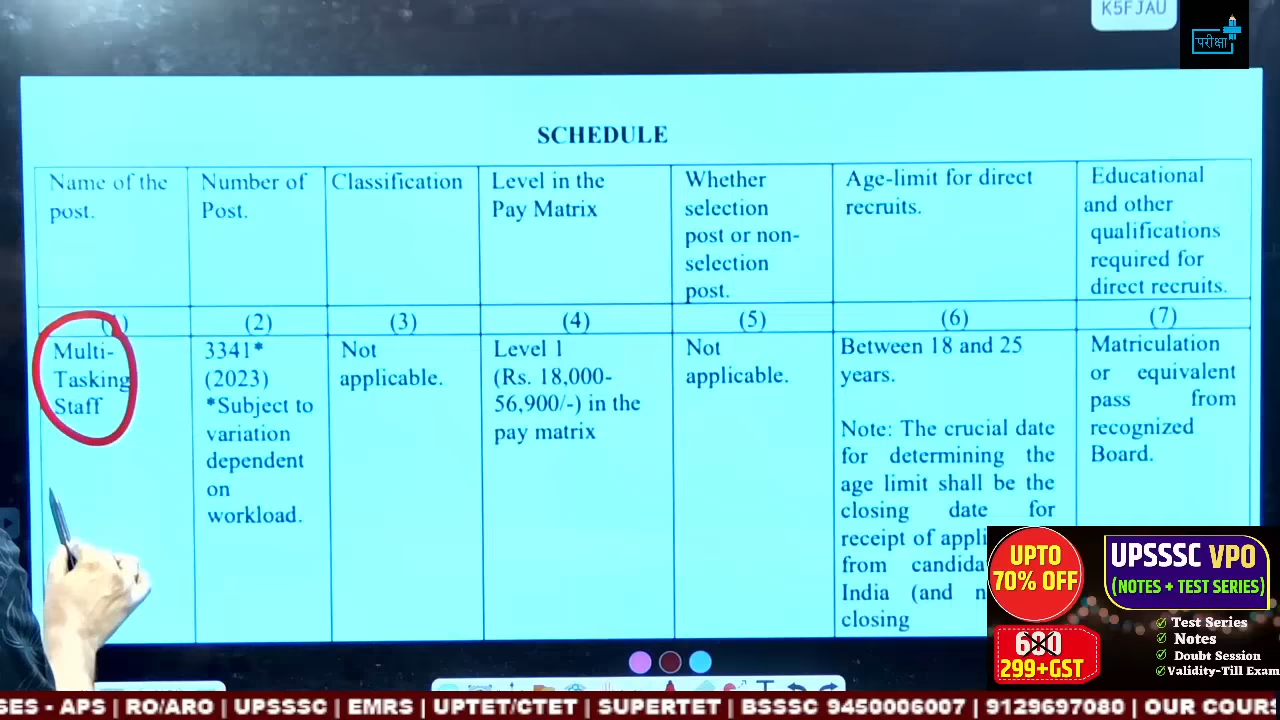 K5FJAU
परीक्षा
SCHEDULE
Name of the
post.
Number of
Post.
Classification
Level in the
Pay Matrix
Whether
selection
post or non-
selection
post.
Age-limit for direct
recruits.
Educational
and other
qualifications
required for
direct recruits.
(1)
(2)
(3)
(4)
(5)
(6)
(7)
Multi-
Tasking
Staff
3341*
(2023)
*Subject to
variation
dependent
on
workload.
Not
applicable.
Level 1
(Rs. 18,000-
56,900/-) in the
pay matrix
Not
applicable.
Between 18 and 25
years.
Note: The crucial date
for determining the
age limit shall be the
closing date for
receipt of appli
from candida
India (and n
closing
Matriculation
or equivalent
pass from
recognized
Board.
UPTO
70% OFF
680
299+GST
UPSSSC VPO
(NOTES + TEST SERIES)
Test Series
Notes
Doubt Session
Validity-Till Exam
SES - APS | RO/ARO | UPSSSC | EMRS | UPTET/CTET | SUPERTET | BSSSC 9450006007 | 9129697080 | OUR COURS